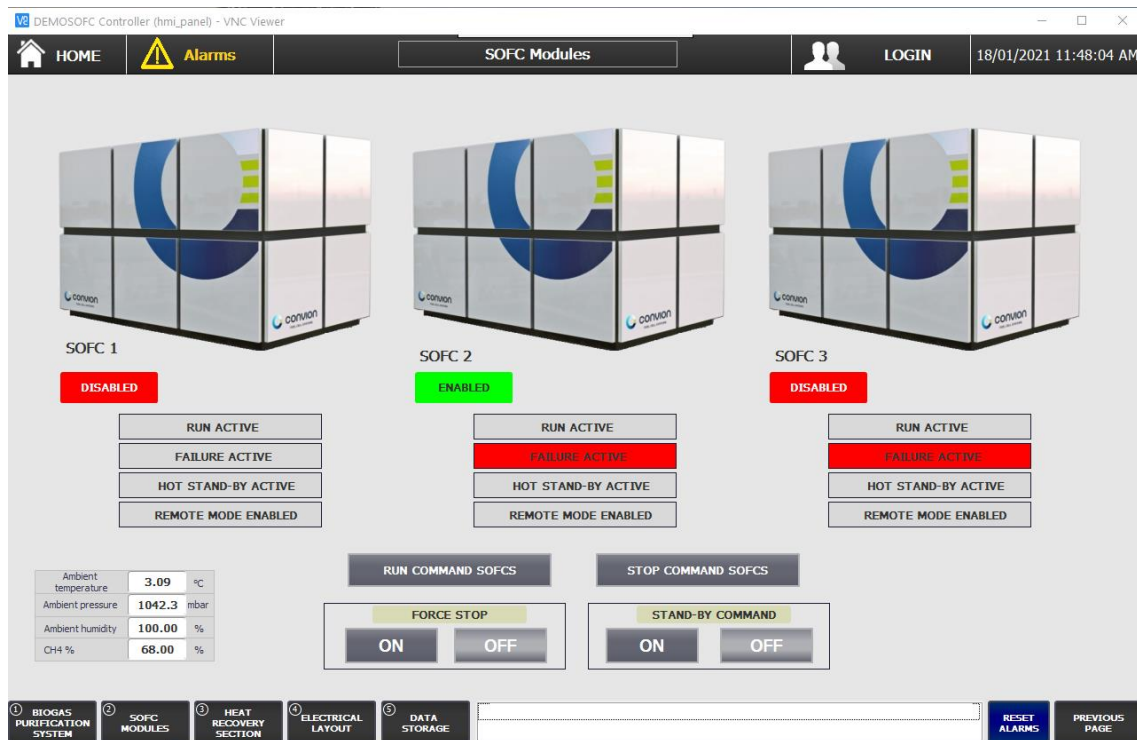 DEMOSOFC Controller (hmi_panel) - VNC Viewer
HOME
Alarms
SOFC Modules
LOGIN
18/01/2021 11:48:04 AM
convion
convion
convion
convion
convion
convion
SOFC 1
SOFC 2
SOFC 3
DISABLED
ENABLED
DISABLED
RUN ACTIVE
FAILURE ACTIVE
HOT STAND-BY ACTIVE
REMOTE MODE ENABLED
RUN ACTIVE
FAILURE ACTIVE
HOT STAND-BY ACTIVE
REMOTE MODE ENABLED
RUN ACTIVE
FAILURE ACTIVE
HOT STAND-BY ACTIVE
REMOTE MODE ENABLED
Ambient
temperature
3.09 °C
Ambient pressure 1042.3 mbar
Ambient humidity 100.00 %
CH4 % 68.00 %
RUN COMMAND SOFCS
STOP COMMAND SOFCS
FORCE STOP
ON OFF
STAND-BY COMMAND
ON OFF
1 BIOGAS
PURIFICATION
SYSTEM
2 SOFC
MODULES
3 HEAT
RECOVERY
SECTION
4 ELECTRICAL
LAYOUT
5 DATA
STORAGE
RESET
ALARMS
PREVIOUS
PAGE